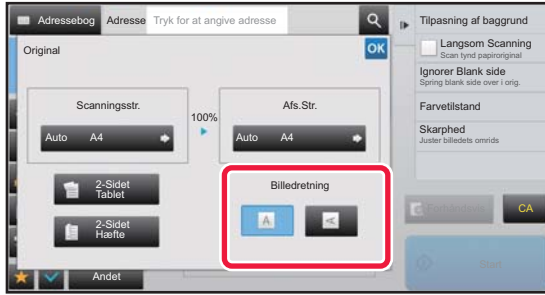 Adressebog Adresse Tryk for at angive adresse
Original
OK
Scanningsstr.
Auto A4
100%
Afs.Str.
Auto A4
2-Sidet
Tablet
2-Sidet
Hæfte
Billedretning
A A
Andet
Tilpasning af baggrund
Langsom Scanning
Scan tynd papiroriginal
Ignorer Blank side
Spring blank side over i orig.
Farvetilstand
Skarphed
Juster billedets omrids
CA
Start